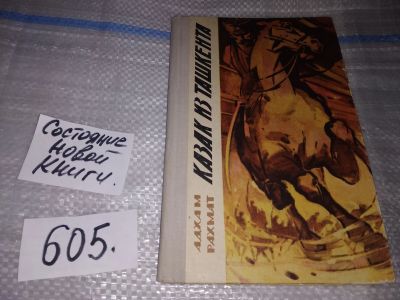 Состояние
новой
книги.
605.
АДХАМ
РАХМАТ
КАЗАК ИЗ ТАШКЕНТА